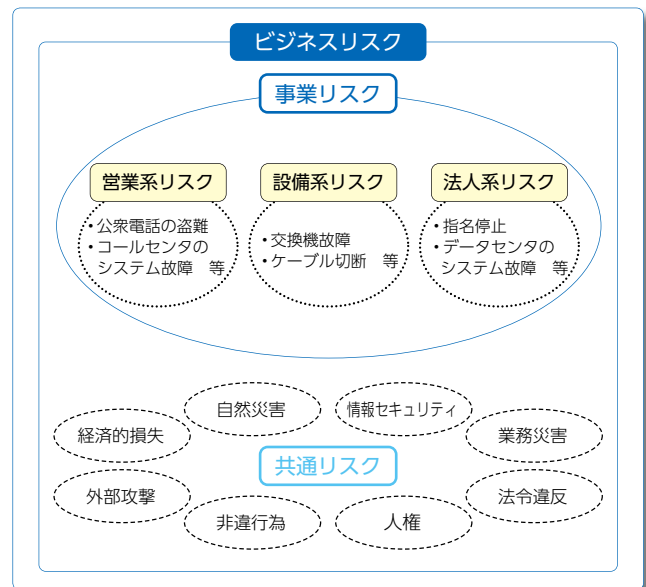 ビジネスリスク
事業リスク
営業系リスク
・公衆電話の盗難
・コールセンタの
システム故障　等
設備系リスク
・交換機故障
・ケーブル切断　等
法人系リスク
・指名停止
・データセンタの
システム故障　等
自然災害
情報セキュリティ
経済的損失
業務災害
共通リスク
外部攻撃
法令違反
非違行為
人権